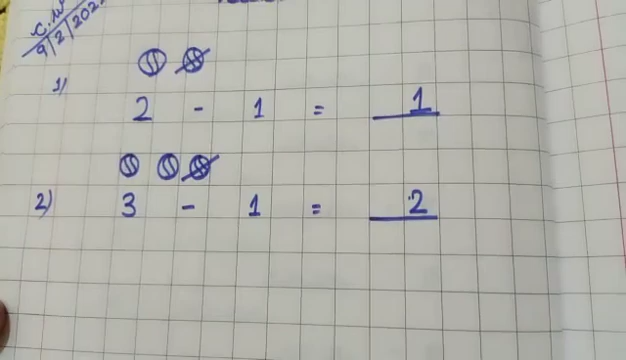 C.W
9/2/202
1)
2 - 1 = 1
2) 3 - 1 = 2